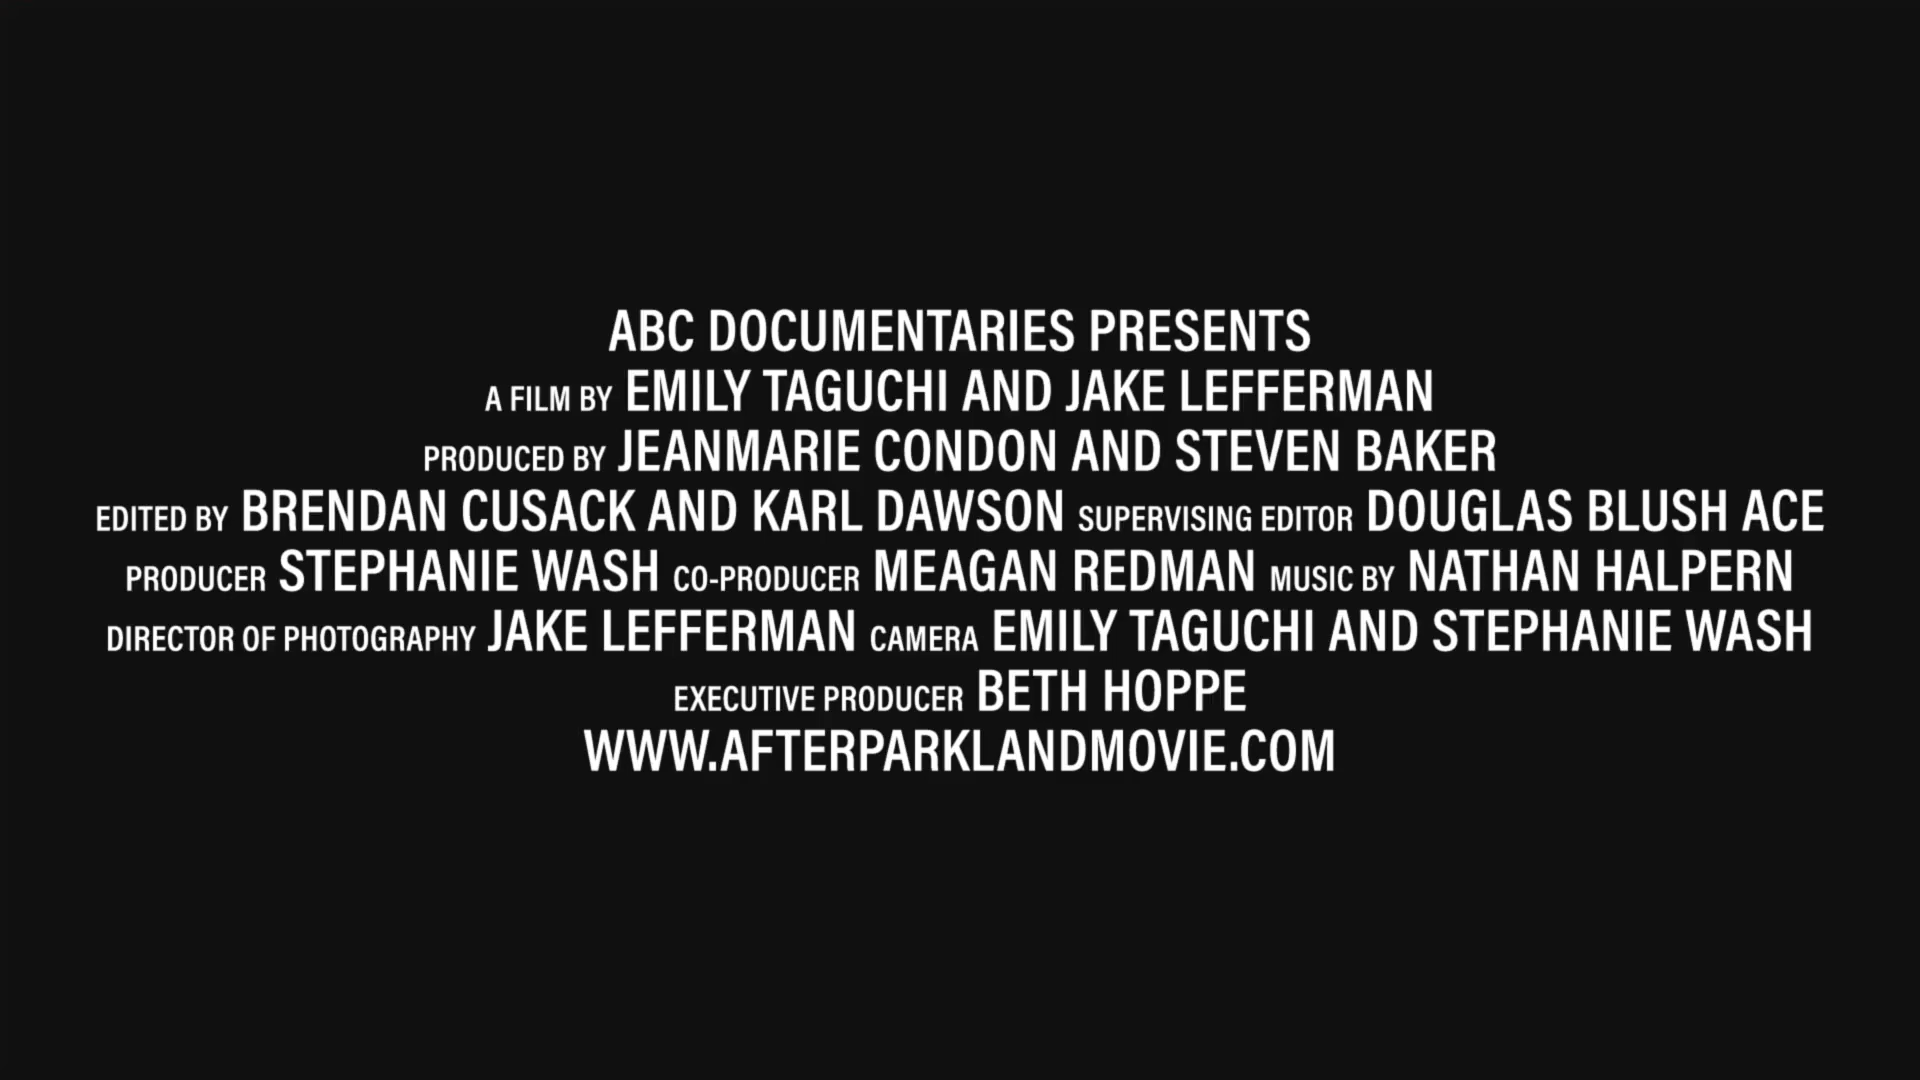 ABC DOCUMENTARIES PRESENTS
A FILM BY EMILY TAGUCHI AND JAKE LEFFERMAN
PRODUCED BY JEANMARIE CONDON AND STEVEN BAKER
EDITED BY BRENDAN CUSACK AND KARL DAWSON SUPERVISING EDITOR DOUGLAS BLUSH ACE
PRODUCER STEPHANIE WASH CO-PRODUCER MEAGAN REDMAN MUSIC BY NATHAN HALPERN
DIRECTOR OF PHOTOGRAPHY JAKE LEFFERMAN CAMERA EMILY TAGUCHI AND STEPHANIE WASH
EXECUTIVE PRODUCER BETH HOPPE
WWW.AFTERPARKLANDMOVIE.COM